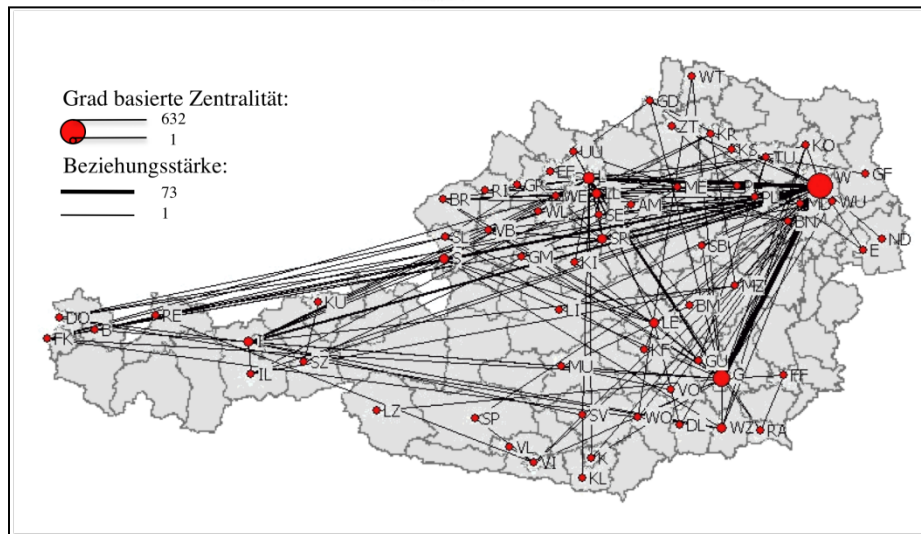 Grad basierte Zentralität:
632
1
Beziehungsstärke:
73
1
WT
GD
ZT
KR
KS
TU
KO
UU
EF
GR
RI
BR
WE
WL
ME
P
PL
W
GF
WU
AM
SE
MD
BN
VB
SL
SR
ND
E
S
GM
KI
SB
KU
MZ
BM
DO
RE
LI
LE
B
FK
I
KF
GU
IL
SZ
MU
G
FF
VO
LZ
SP
SV
WO
DL
WZ
RA
VL
VI
K
KL